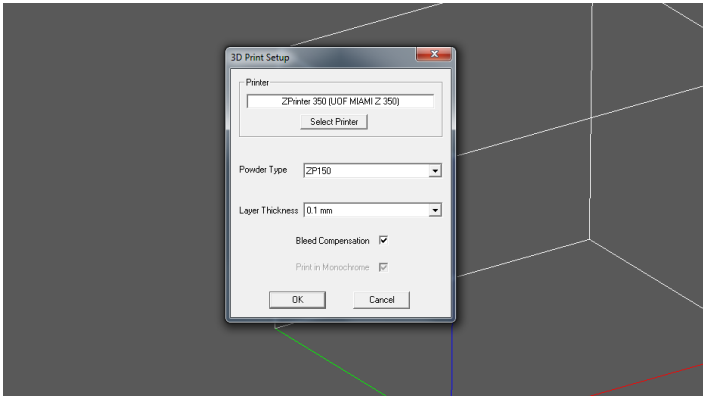 3D Print Setup
Printer
ZPrinter 350 (UOF MIAMI Z 350)
Select Printer
Powder Type ZP150
Layer Thickness 0.1 mm
Bleed Compensation
Print in Monochrome
OK Cancel